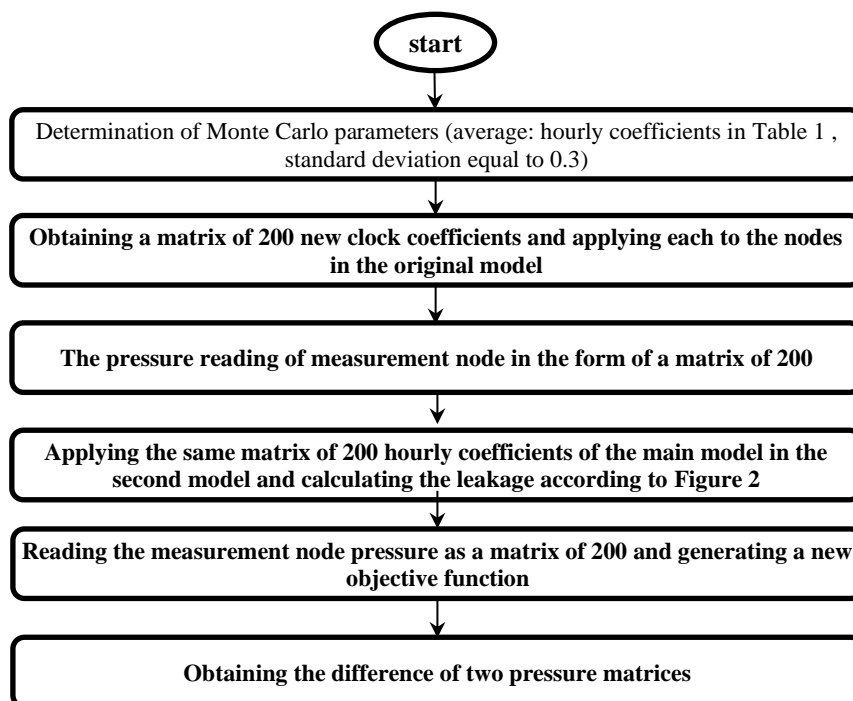 start
Determination of Monte Carlo parameters (average: hourly coefficients in Table 1 ,
standard deviation equal to 0.3)
Obtaining a matrix of 200 new clock coefficients and applying each to the nodes
in the original model
The pressure reading of measurement node in the form of a matrix of 200
Applying the same matrix of 200 hourly coefficients of the main model in the
second model and calculating the leakage according to Figure 2
Reading the measurement node pressure as a matrix of 200 and generating a new
objective function
Obtaining the difference of two pressure matrices